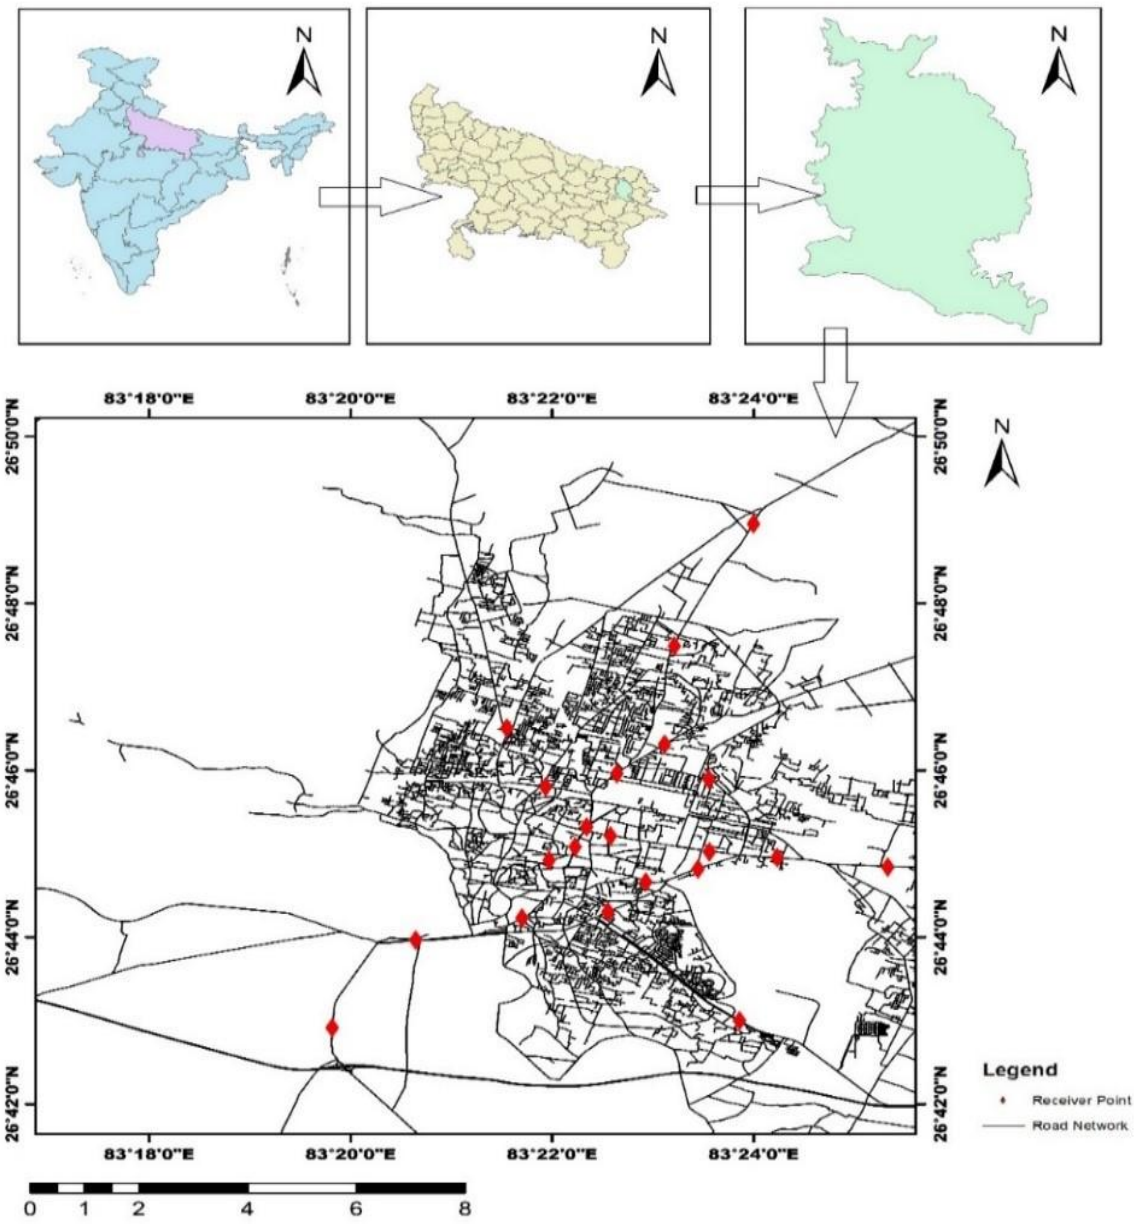 N
N
N
83°18'0"E 83°20'0"E 83°22'0"E 83°24'0"E
N
26°50'0"N 26°50'0"N
26°48'0"N 26°48'0"N
26°46'0"N 26°46'0"N
26°44'0"N 26°44'0"N
26°42'0"N 26°42'0"N
Legend
Receiver Point
Road Network
83°18'0"E 83°20'0"E 83°22'0"E 83°24'0"E
0 1 2 4 6 8